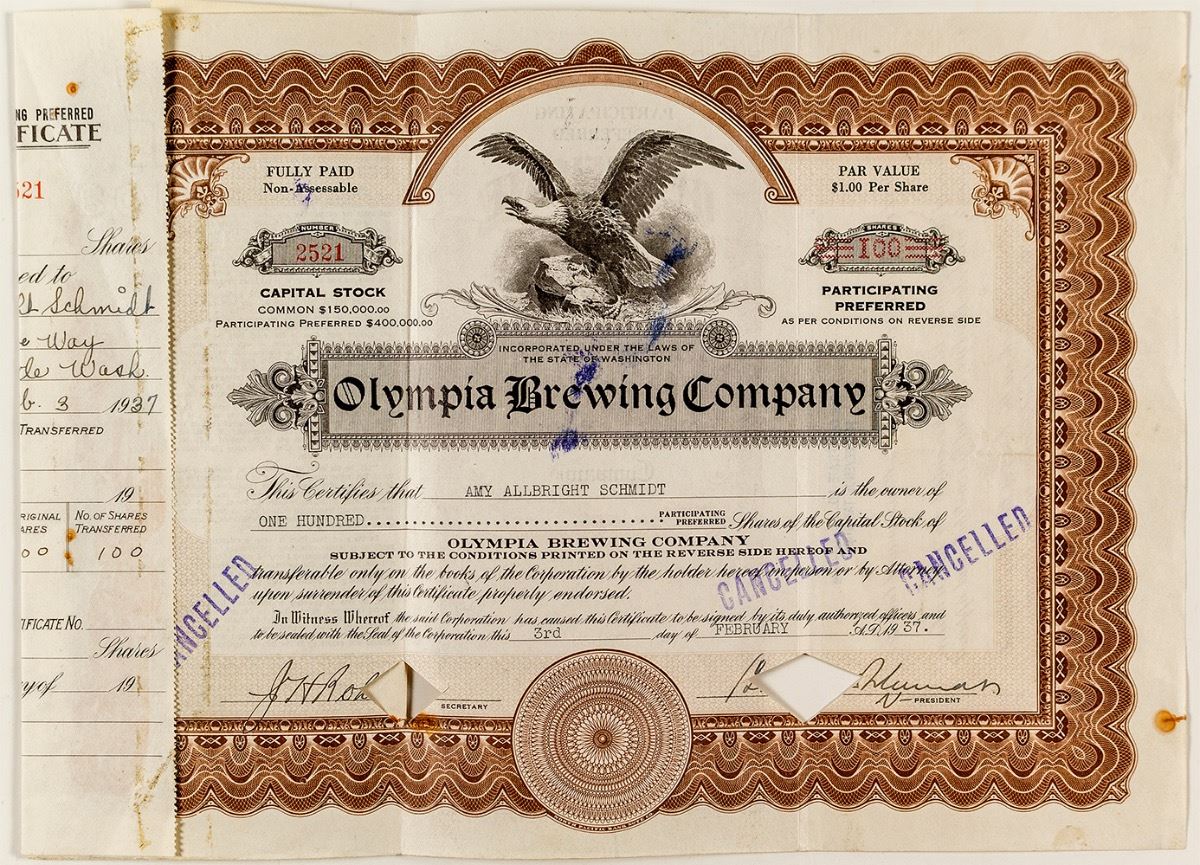 NG PREFERRED
FICATE
521
Shares
ed to
Schmidt
e Way
Wash.
b. 3 1937
TRANSFERRED
19
RIGINAL
ARES
NO. OF SHARES
TRANSFERRED
00
100
IFICATE NO.
Shares
y of 19
FULLY PAID
Non-Assessable
NUMBER
2521
CAPITAL STOCK
COMMON $150,000.00
PARTICIPATING PREFERRED $400,000.00
PAR VALUE
$1.00 Per Share
SHARES
100
PARTICIPATING
PREFERRED
AS PER CONDITIONS ON REVERSE SIDE
INCORPORATED UNDER THE LAWS OF
THE STATE OF WASHINGTON
Olympia Brewing Company
This Certifies that AMY ALLBRIGHT SCHMIDT is the owner of
ONE HUNDRED PARTICIPATING PREFERRED Shares of the Capital Stock of
OLYMPIA BREWING COMPANY
SUBJECT TO THE CONDITIONS PRINTED ON THE REVERSE SIDE HEREOF AND
transferable only on the books of the Corporation by the holder hereof in person or by Attorney
upon surrender of this Certificate properly endorsed.
In Witness Whereof the said Corporation has caused this Certificate to be signed by its duly authorized officers and
to be sealed with the Seal of the Corporation this 3rd day of FEBRUARY A.D. 1937.
NCELLED
CANCELLED
CANCELLED
SECRETARY
PRESIDENT